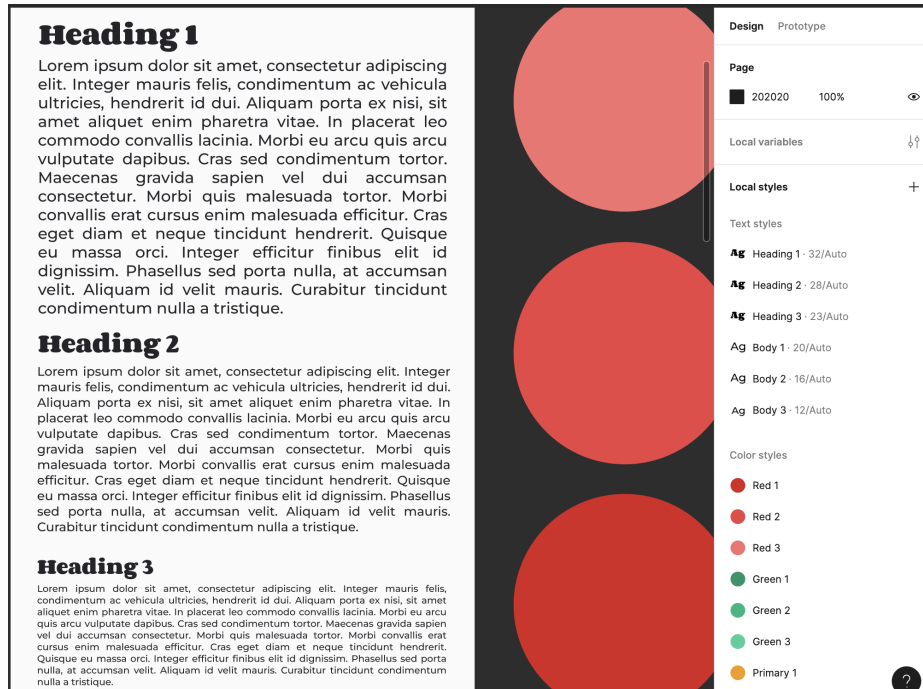 Heading 1
Lorem ipsum dolor sit amet, consectetur adipiscing
elit. Integer mauris felis, condimentum ac vehicula
ultricies, hendrerit id dui. Aliquam porta ex nisi, sit
amet aliquet enim pharetra vitae. In placerat leo
commodo convallis lacinia. Morbi eu arcu quis arcu
vulputate dapibus. Cras sed condimentum tortor.
Maecenas gravida sapien vel dui accumsan
consectetur. Morbi quis malesuada tortor. Morbi
convallis erat cursus enim malesuada efficitur. Cras
eget diam et neque tincidunt hendrerit. Quisque
eu massa orci. Integer efficitur finibus elit id
dignissim. Phasellus sed porta nulla, at accumsan
velit. Aliquam id velit mauris. Curabitur tincidunt
condimentum nulla a tristique.
Heading 2
Lorem ipsum dolor sit amet, consectetur adipiscing elit. Integer
mauris felis, condimentum ac vehicula ultricies, hendrerit id dui.
Aliquam porta ex nisi, sit amet aliquet enim pharetra vitae. In
placerat leo commodo convallis lacinia. Morbi eu arcu quis arcu
vulputate dapibus. Cras sed condimentum tortor. Maecenas
gravida sapien vel dui accumsan consectetur. Morbi quis
malesuada tortor. Morbi convallis erat cursus enim malesuada
efficitur. Cras eget diam et neque tincidunt hendrerit. Quisque
eu massa orci. Integer efficitur finibus elit id dignissim. Phasellus
sed porta nulla, at accumsan velit. Aliquam id velit mauris.
Curabitur tincidunt condimentum nulla a tristique.
Heading 3
Lorem ipsum dolor sit amet, consectetur adipiscing elit. Integer mauris felis,
condimentum ac vehicula ultricies, hendrerit id dui. Aliquam porta ex nisi, sit amet
aliquet enim pharetra vitae. In placerat leo commodo convallis lacinia. Morbi eu arcu
quis arcu vulputate dapibus. Cras sed condimentum tortor. Maecenas gravida sapien
vel dui accumsan consectetur. Morbi quis malesuada tortor. Morbi convallis erat
cursus enim malesuada efficitur. Cras eget diam et neque tincidunt hendrerit.
Quisque eu massa orci. Integer efficitur finibus elit id dignissim. Phasellus sed porta
nulla, at accumsan velit. Aliquam id velit mauris. Curabitur tincidunt condimentum
nulla a tristique.
Design Prototype
Page
202020 100%
Local variables
Local styles
Text styles
Ag Heading 1 · 32/Auto
Ag Heading 2 · 28/Auto
Ag Heading 3 · 23/Auto
Ag Body 1 · 20/Auto
Ag Body 2 · 16/Auto
Ag Body 3 · 12/Auto
Color styles
Red 1
Red 2
Red 3
Green 1
Green 2
Green 3
Primary 1
?